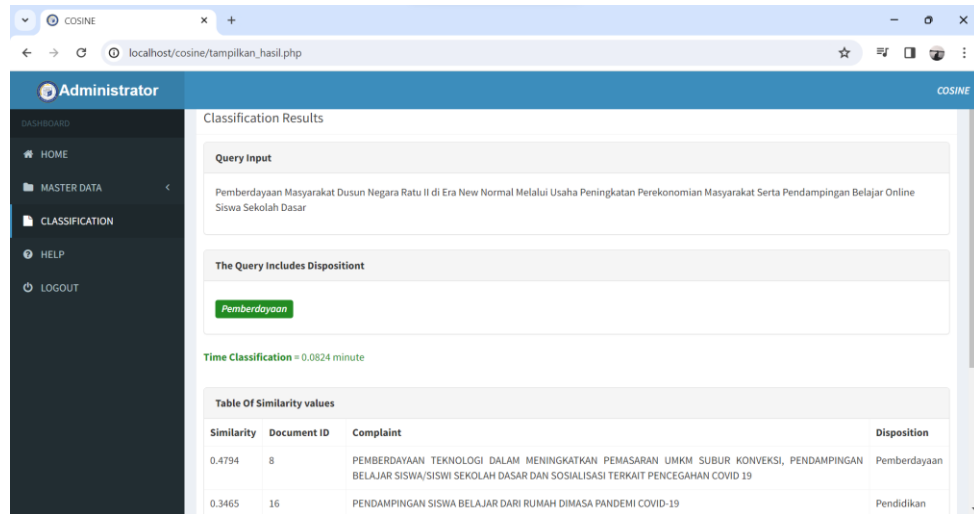 COSINE
localhost/cosine/tampilkan_hasil.php
Administrator
COSINE
DASHBOARD
HOME
MASTER DATA
CLASSIFICATION
HELP
LOGOUT
Classification Results
Query Input
Pemberdayaan Masyarakat Dusun Negara Ratu II di Era New Normal Melalui Usaha Peningkatan Perekonomian Masyarakat Serta Pendampingan Belajar Online
Siswa Sekolah Dasar
The Query Includes Dispositiont
Pemberdayaan
Time Classification = 0.0824 minute
Table Of Similarity values
Similarity Document ID Complaint Disposition
0.4794 8 PEMBERDAYAAN TEKNOLOGI DALAM MENINGKATKAN PEMASARAN UMKM SUBUR KONVEKSI, PENDAMPINGAN Pemberdayaan
BELAJAR SISWA/SISWI SEKOLAH DASAR DAN SOSIALISASI TERKAIT PENCEGAHAN COVID 19
0.3465 16 PENDAMPINGAN SISWA BELAJAR DARI RUMAH DIMASA PANDEMI COVID-19 Pendidikan